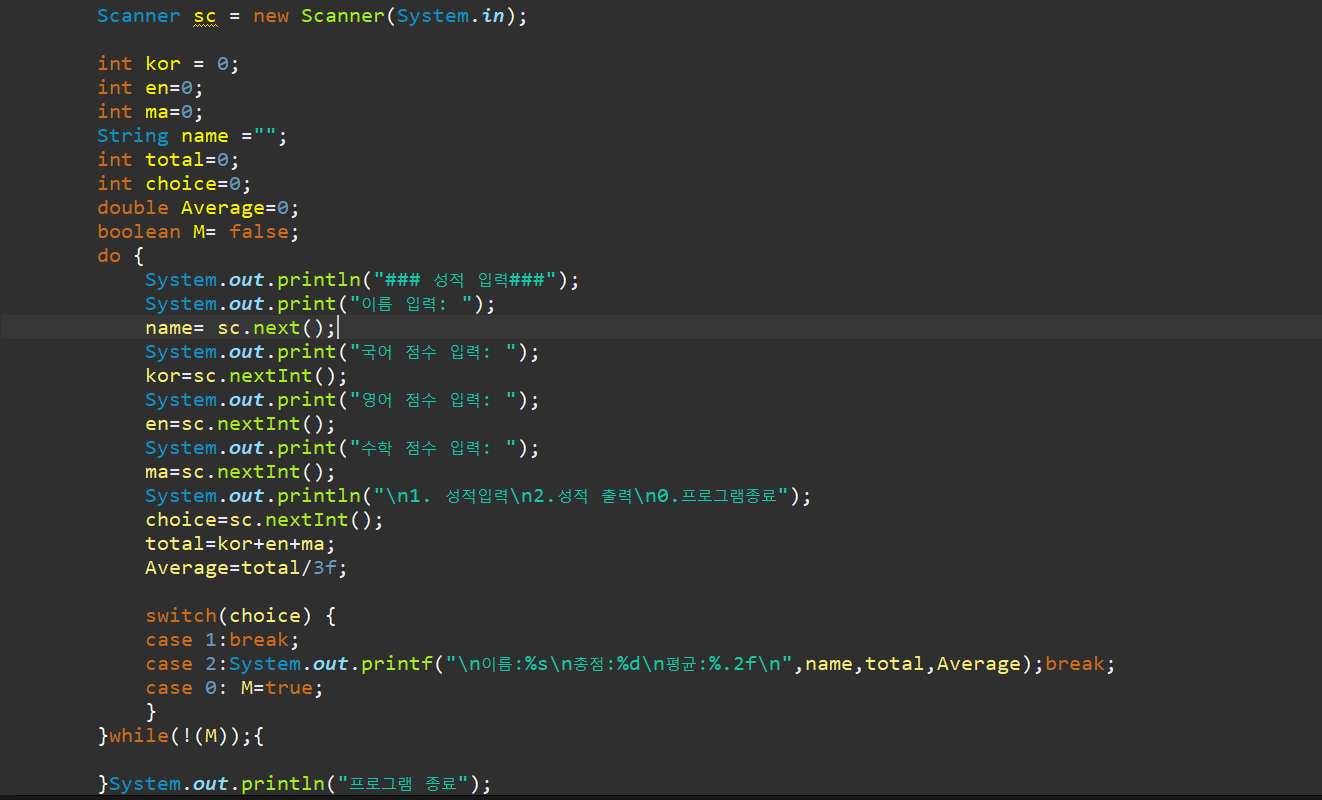 Scanner sc = new Scanner(System.in);
int kor = 0;
int en=0;
int ma=0;
String name ="";
int total=0;
int choice=0;
double Average=0;
boolean M= false;
do {
System.out.println("### 성적 입력###");
System.out.print("이름 입력: ");
name= sc.next();
System.out.print("국어 점수 입력: ");
kor=sc.nextInt();
System.out.print("영어 점수 입력: ");
en=sc.nextInt();
System.out.print("수학 점수 입력: ");
ma=sc.nextInt();
System.out.println("\n1. 성적입력\n2.성적 출력\n0.프로그램종료");
choice=sc.nextInt();
total=kor+en+ma;
Average=total/3f;
switch(choice) {
case 1:break;
case 2:System.out.printf("\n이름:%s\n총점:%d\n평균:%.2f\n",name,total,Average);break;
case 0: M=true;
}
}while(!(M));{
}System.out.println("프로그램 종료");